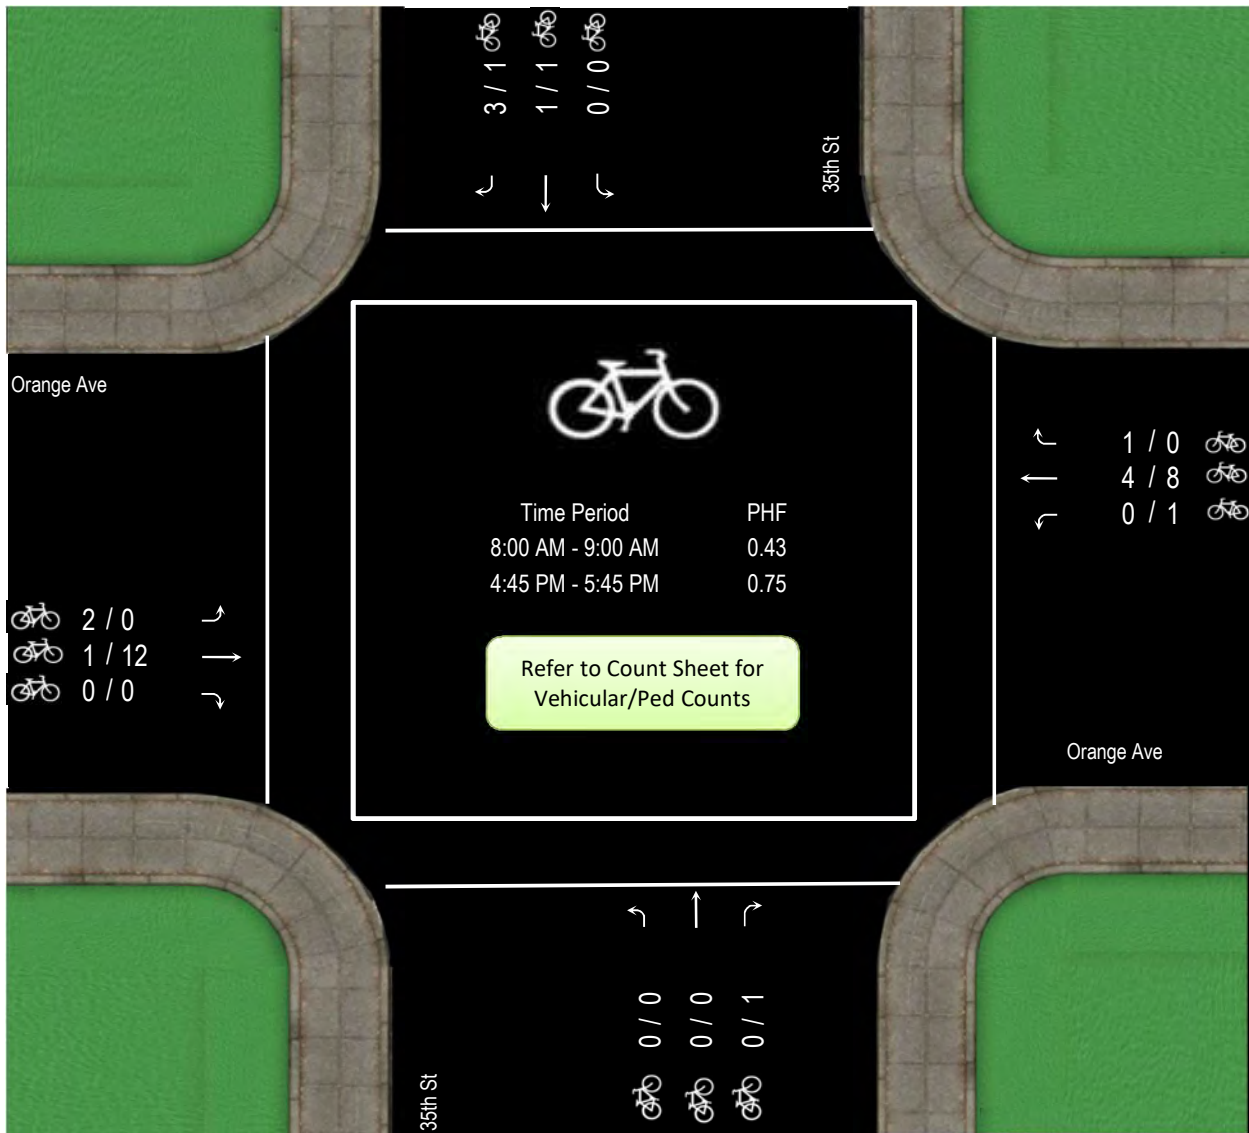 3 / 1
1 / 1
0 / 0
35th St
Orange Ave
1 / 0
4 / 8
0 / 1
Time Period PHF
8:00 AM - 9:00 AM 0.43
4:45 PM - 5:45 PM 0.75
2 / 0
1 / 12
0 / 0
Refer to Count Sheet for
Vehicular/Ped Counts
Orange Ave
0 / 0
0 / 0
0 / 1
35th St